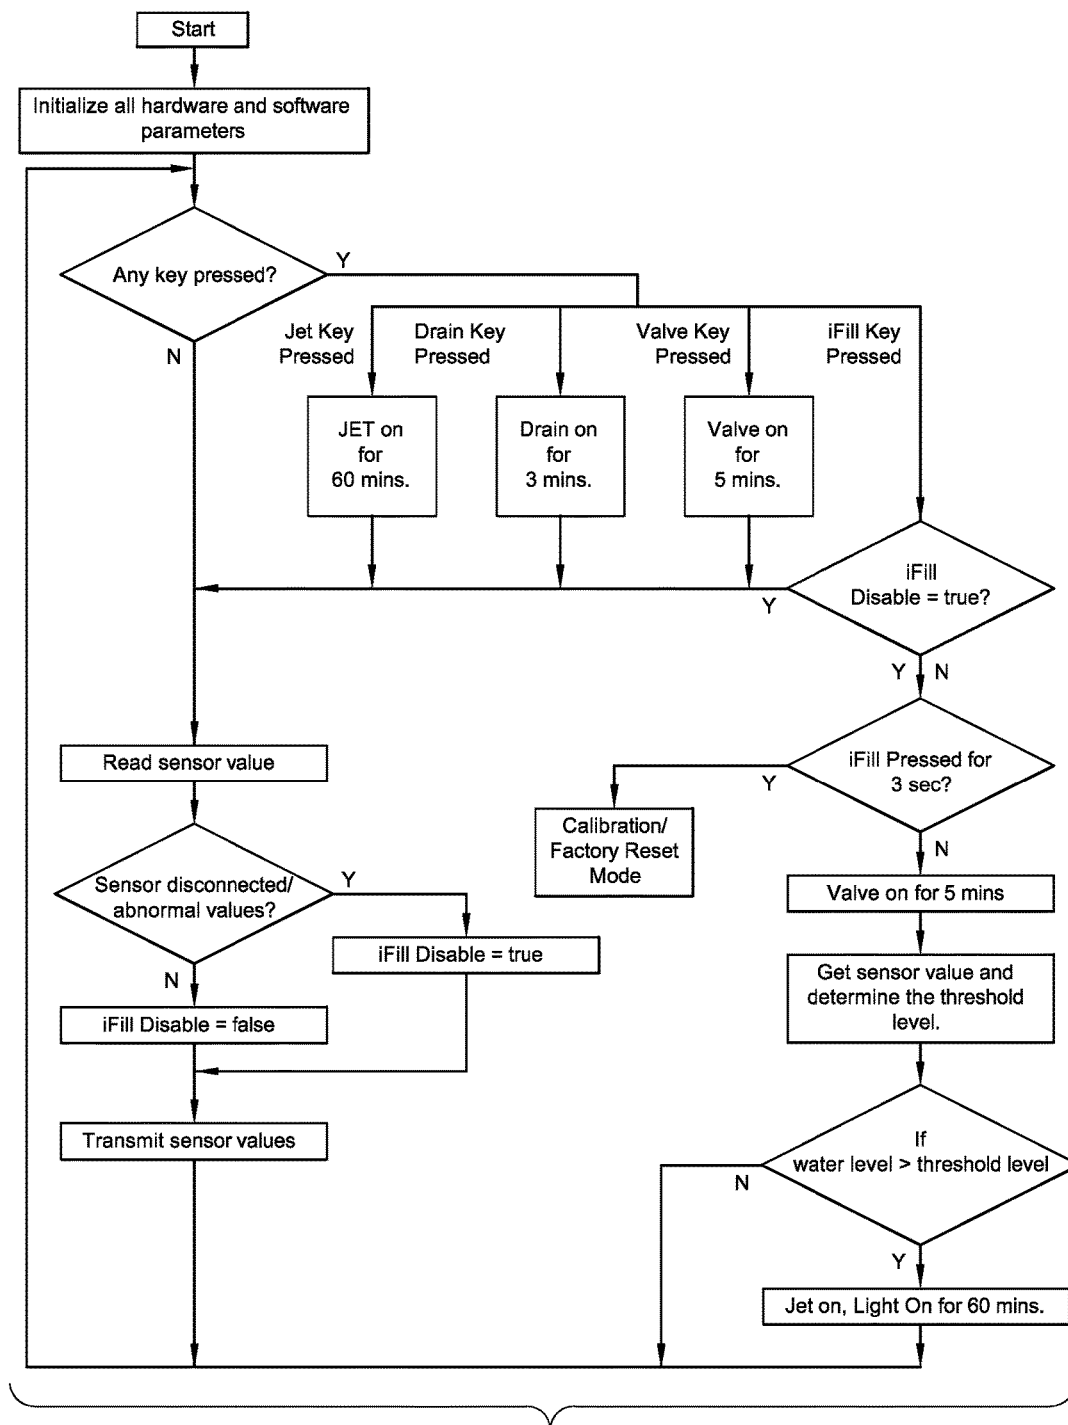 Start
Initialize all hardware and software
parameters
Any key pressed?
Y
N
Jet Key
Pressed
Drain Key
Pressed
Valve Key
Pressed
iFill Key
Pressed
JET on
for
60 mins.
Drain on
for
3 mins.
Valve on
for
5 mins.
iFill
Disable = true?
Y
Y
N
Read sensor value
iFill Pressed for
3 sec?
Y
N
Calibration/
Factory Reset
Mode
Sensor disconnected/
abnormal values?
Y
N
iFill Disable = true
iFill Disable = false
Transmit sensor values
Valve on for 5 mins
Get sensor value and
determine the threshold
level.
If
water level > threshold level
N
Y
Jet on, Light On for 60 mins.